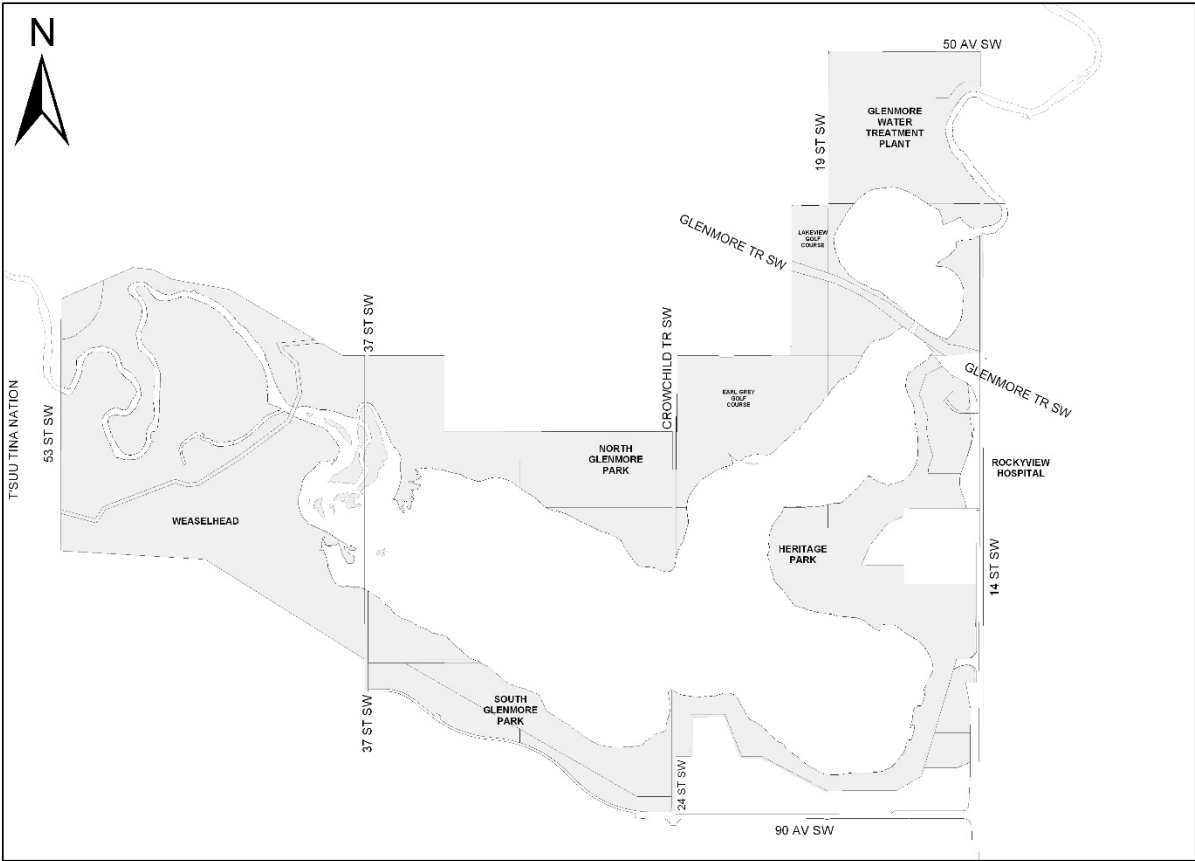 N
50 AV SW
GLENMORE
WATER
TREATMENT
PLANT
19 ST SW
LAKEVIEW
GOLF
COURSE
GLENMORE TR SW
37 ST SW
CROWCHILD TR SW
GLENMORE TR SW
EARL GREY
GOLF
COURSE
T'SUU TINA NATION
53 ST SW
NORTH
GLENMORE
PARK
ROCKYVIEW
HOSPITAL
WEASELHEAD
HERITAGE
PARK
14 ST SW
SOUTH
GLENMORE
PARK
37 ST SW
24 ST SW
90 AV SW